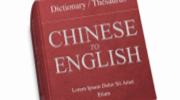 Dictionary / Thesaurus
CHINESE
TO
ENGLISH
Lorem Ipsum Dolor Sit Amet
Etiam